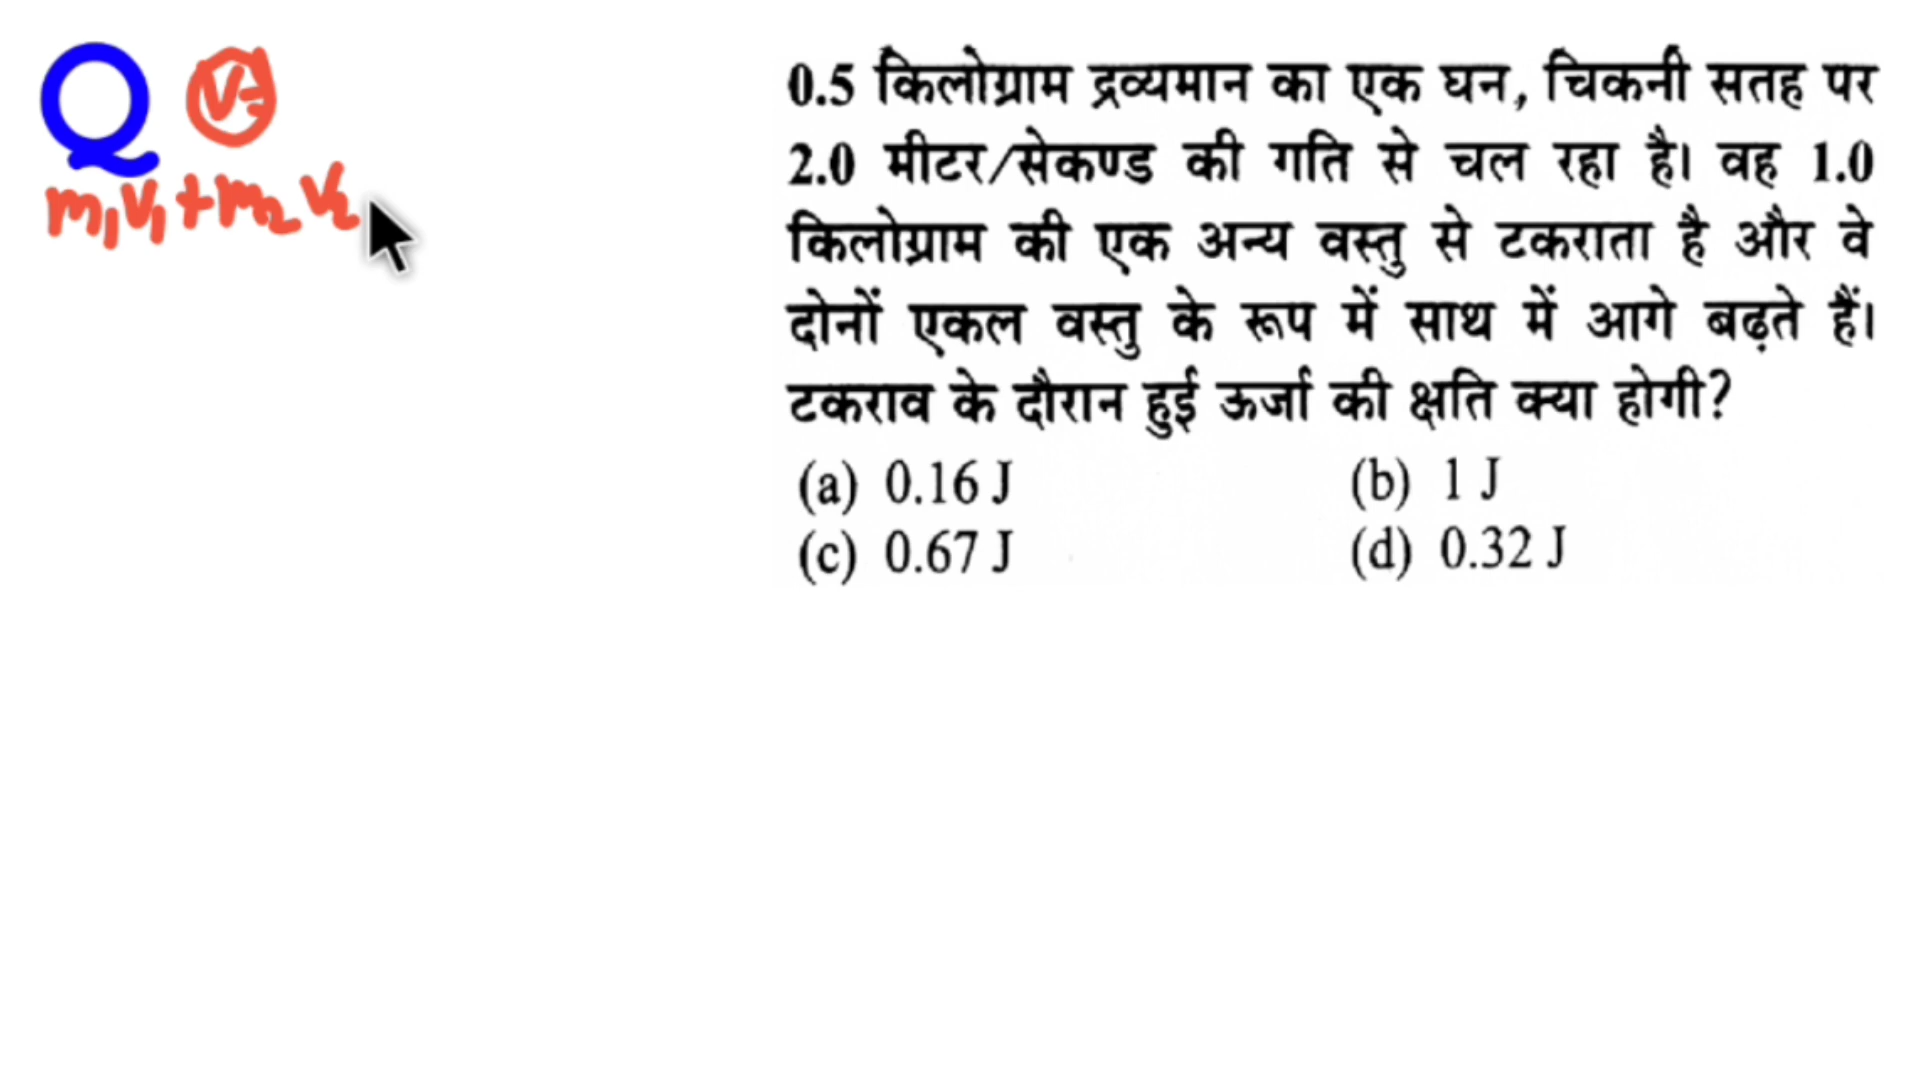 Q V=
m₁v₁+m₂v₂
0.5 किलोग्राम द्रव्यमान का एक घन, चिकनी सतह पर
2.0 मीटर/सेकण्ड की गति से चल रहा है। वह 1.0
किलोग्राम की एक अन्य वस्तु से टकराता है और वे
दोनों एकल वस्तु के रूप में साथ में आगे बढ़ते हैं।
टकराव के दौरान हुई ऊर्जा की क्षति क्या होगी?
(a) 0.16 J (b) 1 J
(c) 0.67 J (d) 0.32 J